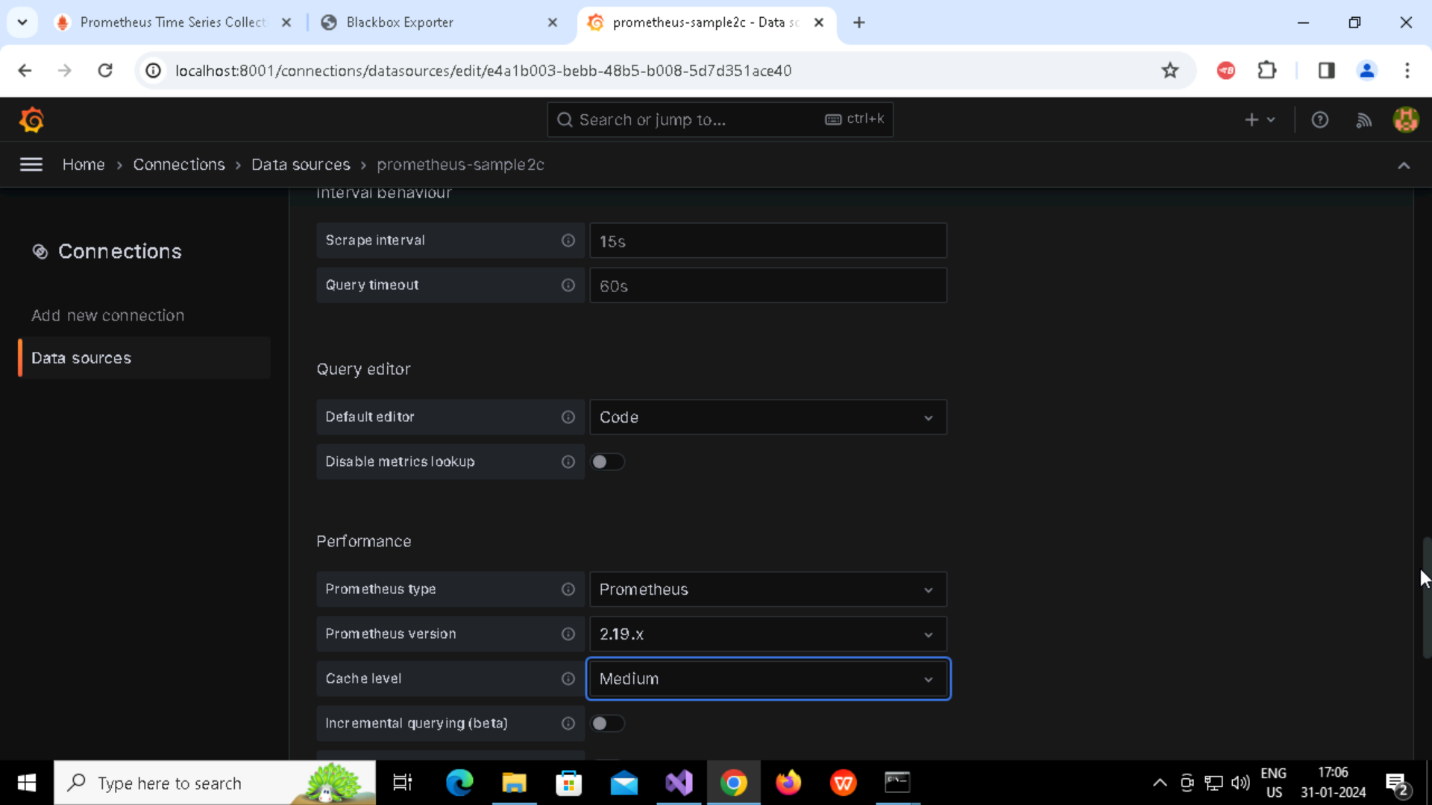 Prometheus Time Series Collect
Blackbox Exporter
prometheus-sample2c - Data so
localhost:8001/connections/datasources/edit/e4a1b003-bebb-48b5-b008-5d7d351ace40
Search or jump to... ctrl+k
Home › Connections › Data sources › prometheus-sample2c
Interval behaviour
Connections
Scrape interval 15s
Query timeout 60s
Add new connection
Data sources
Query editor
Default editor Code
Disable metrics lookup
Performance
Prometheus type Prometheus
Prometheus version 2.19.x
Cache level Medium
Incremental querying (beta)
Type here to search
ENG
US
17:06
31-01-2024
2